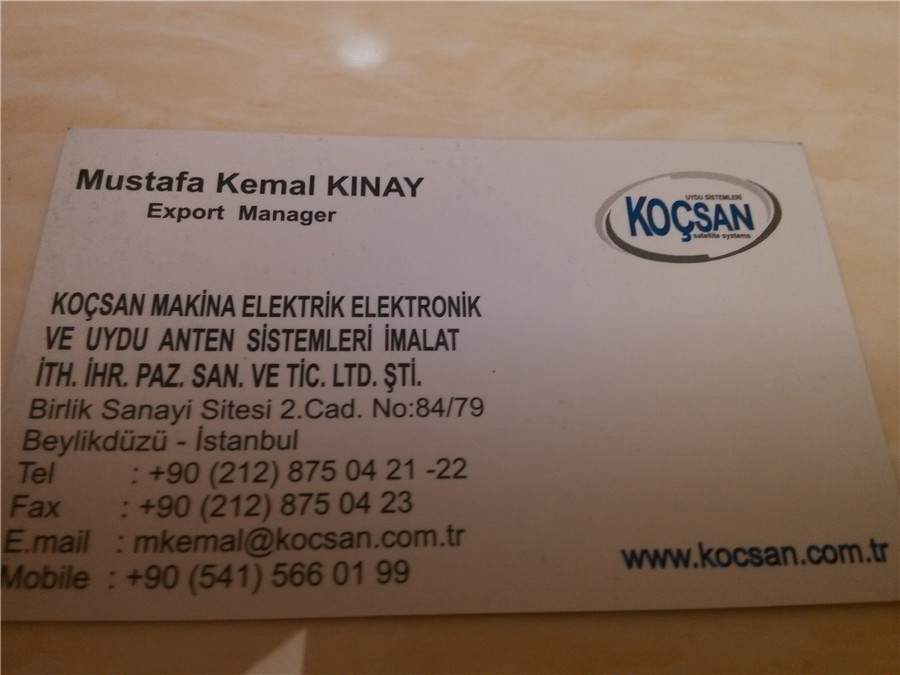 Mustafa Kemal KINAY
Export Manager
UYDU SİSTEMLERİ
KOÇSAN
satellite systems
KOÇSAN MAKİNA ELEKTRİK ELEKTRONİK
VE UYDU ANTEN SİSTEMLERİ İMALAT
İTH. İHR. PAZ. SAN. VE TİC. LTD. ŞTİ.
Birlik Sanayi Sitesi 2.Cad. No:84/79
Beylikdüzü - İstanbul
Tel : +90 (212) 875 04 21 -22
Fax : +90 (212) 875 04 23
E.mail : mkemal@kocsan.com.tr
Mobile : +90 (541) 566 01 99
www.kocsan.com.tr